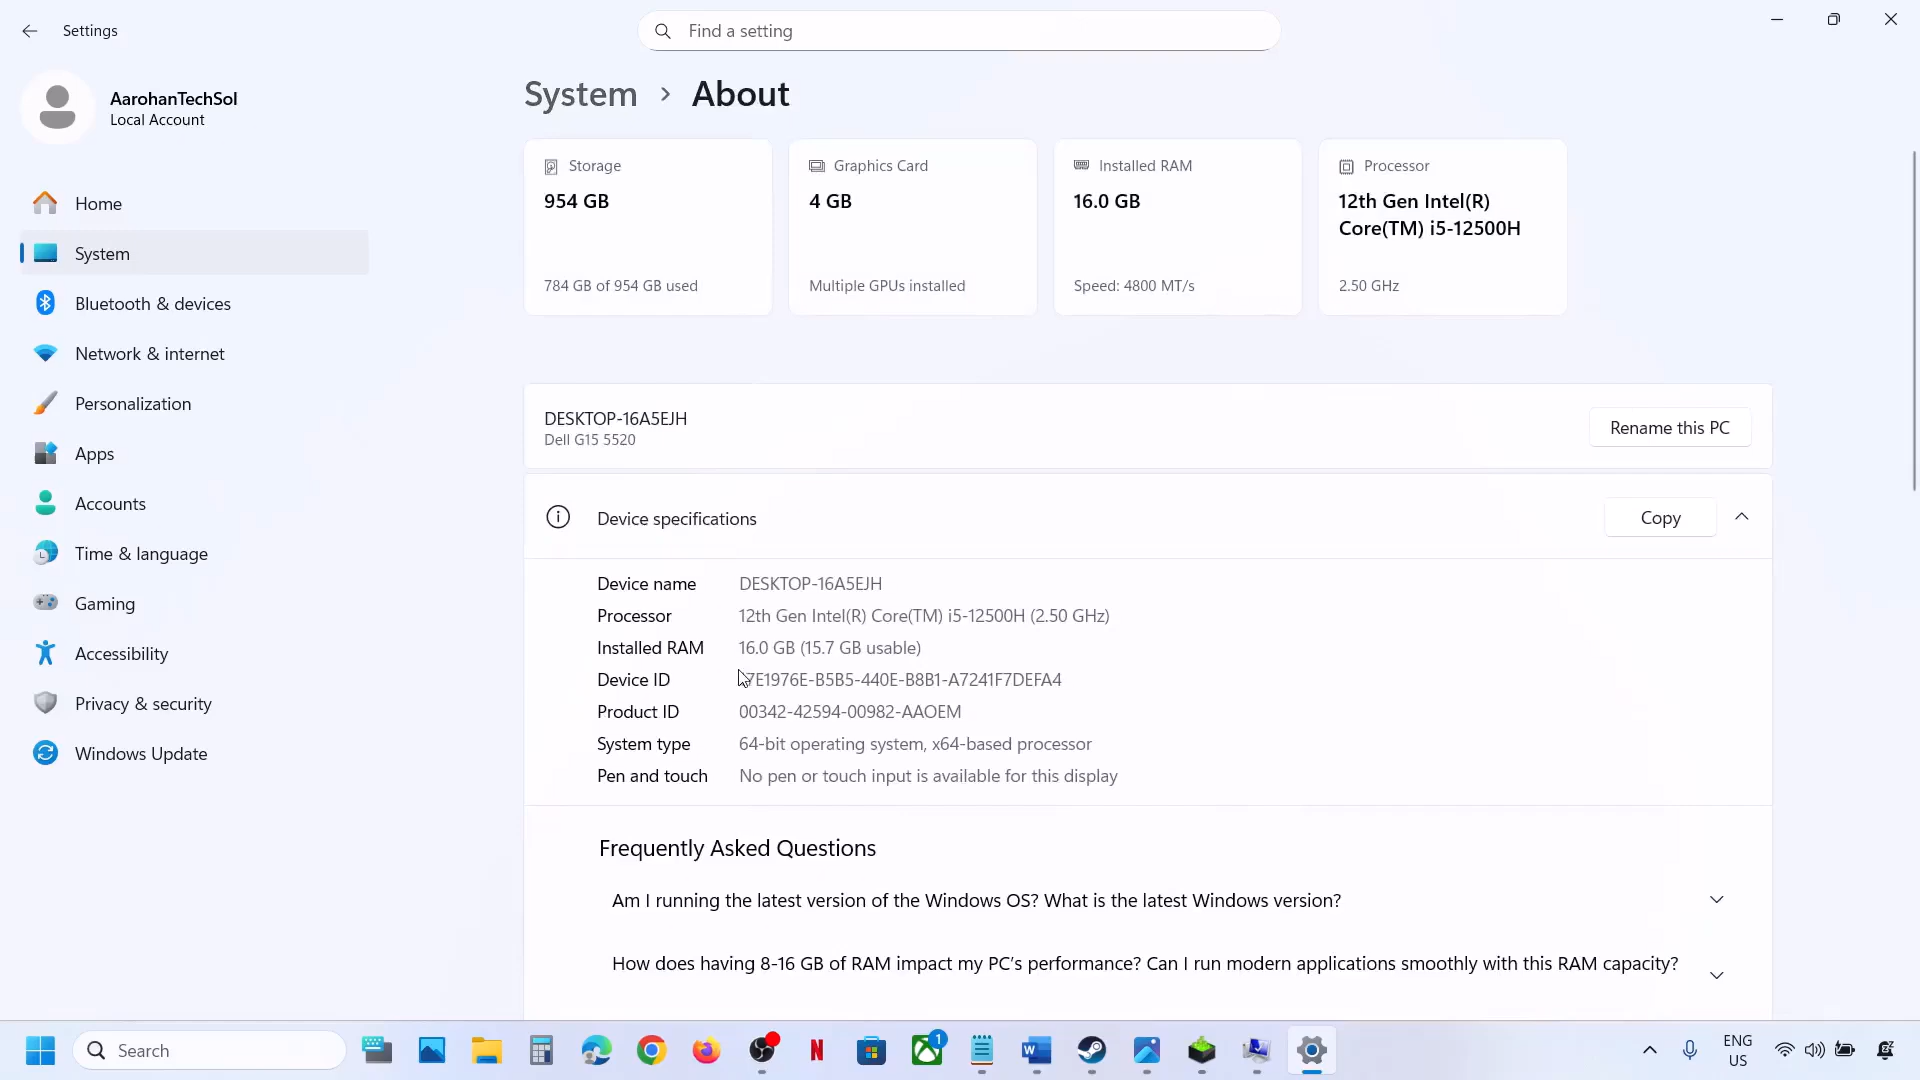 Settings
Find a setting
AarohanTechSol
Local Account
Home
System
Bluetooth & devices
Network & internet
Personalization
Apps
Accounts
Time & language
Gaming
Accessibility
Privacy & security
Windows Update
System > About
Storage
954 GB
784 GB of 954 GB used
Graphics Card
4 GB
Multiple GPUs installed
Installed RAM
16.0 GB
Speed: 4800 MT/s
Processor
12th Gen Intel(R)
Core(TM) i5-12500H
2.50 GHz
DESKTOP-16A5EJH
Dell G15 5520
Rename this PC
Device specifications
Copy
Device name DESKTOP-16A5EJH
Processor 12th Gen Intel(R) Core(TM) i5-12500H (2.50 GHz)
Installed RAM 16.0 GB (15.7 GB usable)
Device ID 7E1976E-B5B5-440E-B8B1-A7241F7DEFA4
Product ID 00342-42594-00982-AAOEM
System type 64-bit operating system, x64-based processor
Pen and touch No pen or touch input is available for this display
Frequently Asked Questions
Am I running the latest version of the Windows OS? What is the latest Windows version?
How does having 8-16 GB of RAM impact my PC's performance? Can I run modern applications smoothly with this RAM capacity?
Search
1
ENG
US